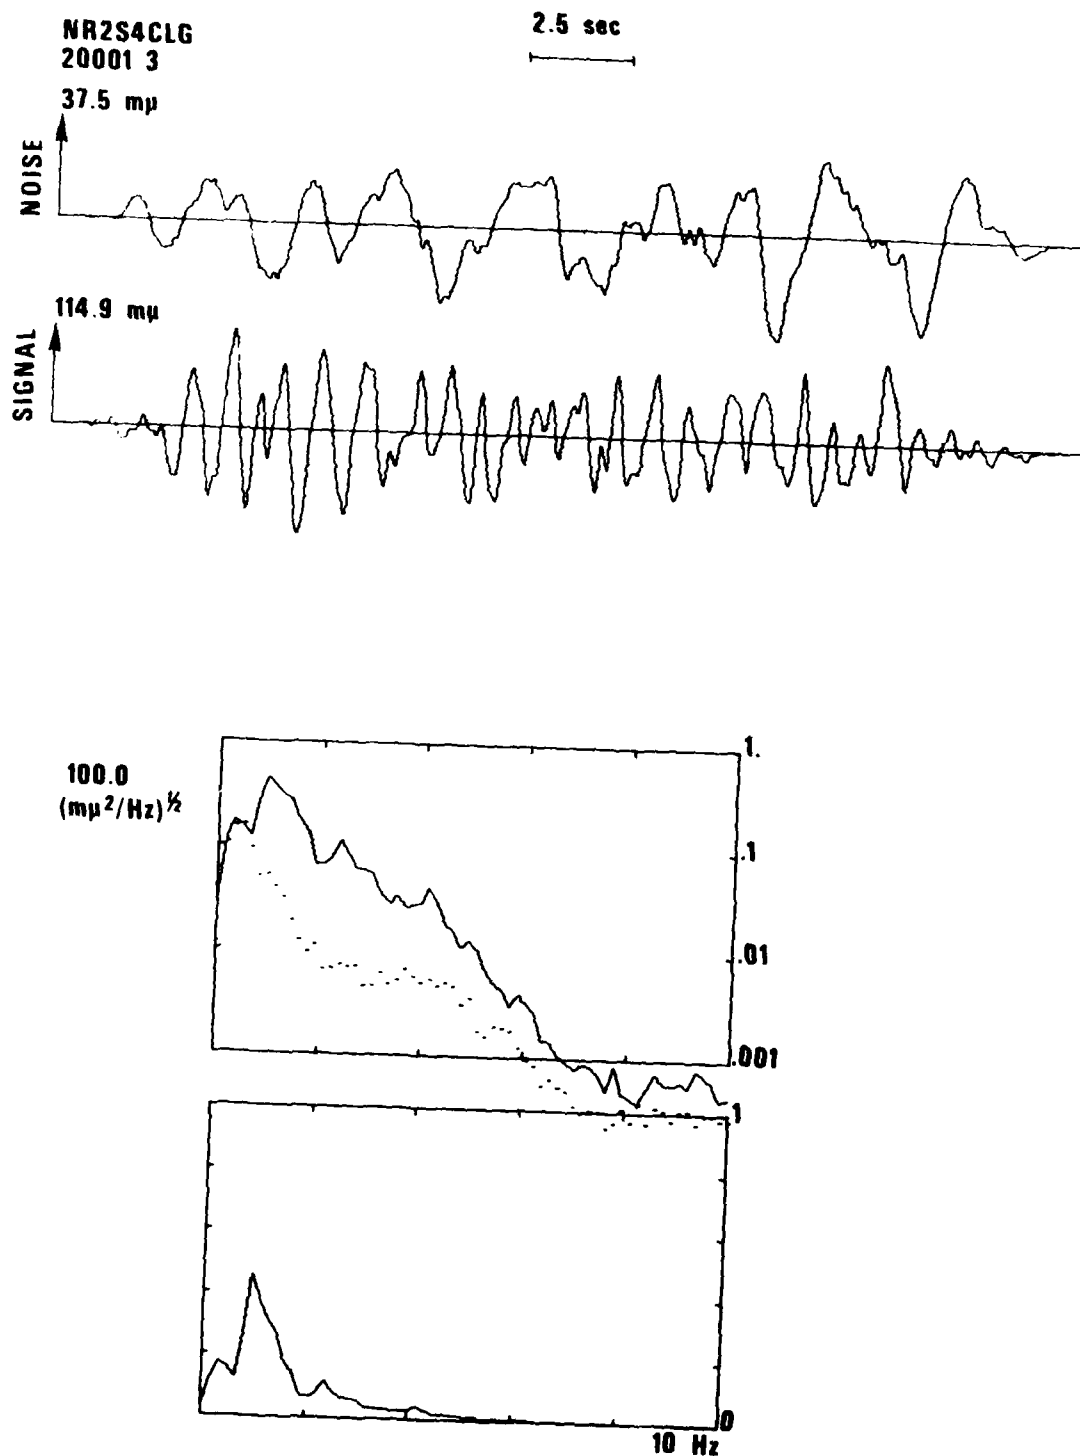 NR2S4CLG
20001 3
2.5 sec
37.5 mμ
NOISE
114.9 mμ
SIGNAL
100.0
(mμ²/Hz)^½
1.
.1
.01
.001
1
0
10 Hz